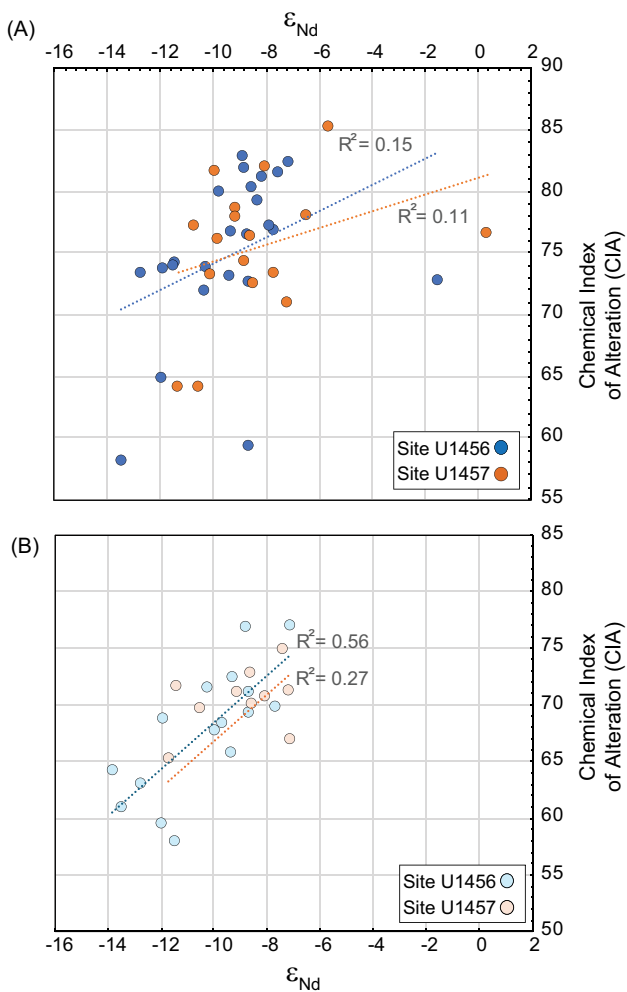 (A)
εNd
-16 -14 -12 -10 -8 -6 -4 -2 0 2
90
85
80
75
70
65
60
55
R²= 0.15
R²= 0.11
Chemical Index
of Alteration (CIA)
Site U1456
Site U1457
(B)
85
80
75
70
65
60
55
50
R²= 0.56
R²= 0.27
Chemical Index
of Alteration (CIA)
Site U1456
Site U1457
-16 -14 -12 -10 -8 -6 -4 -2 0 2
εNd